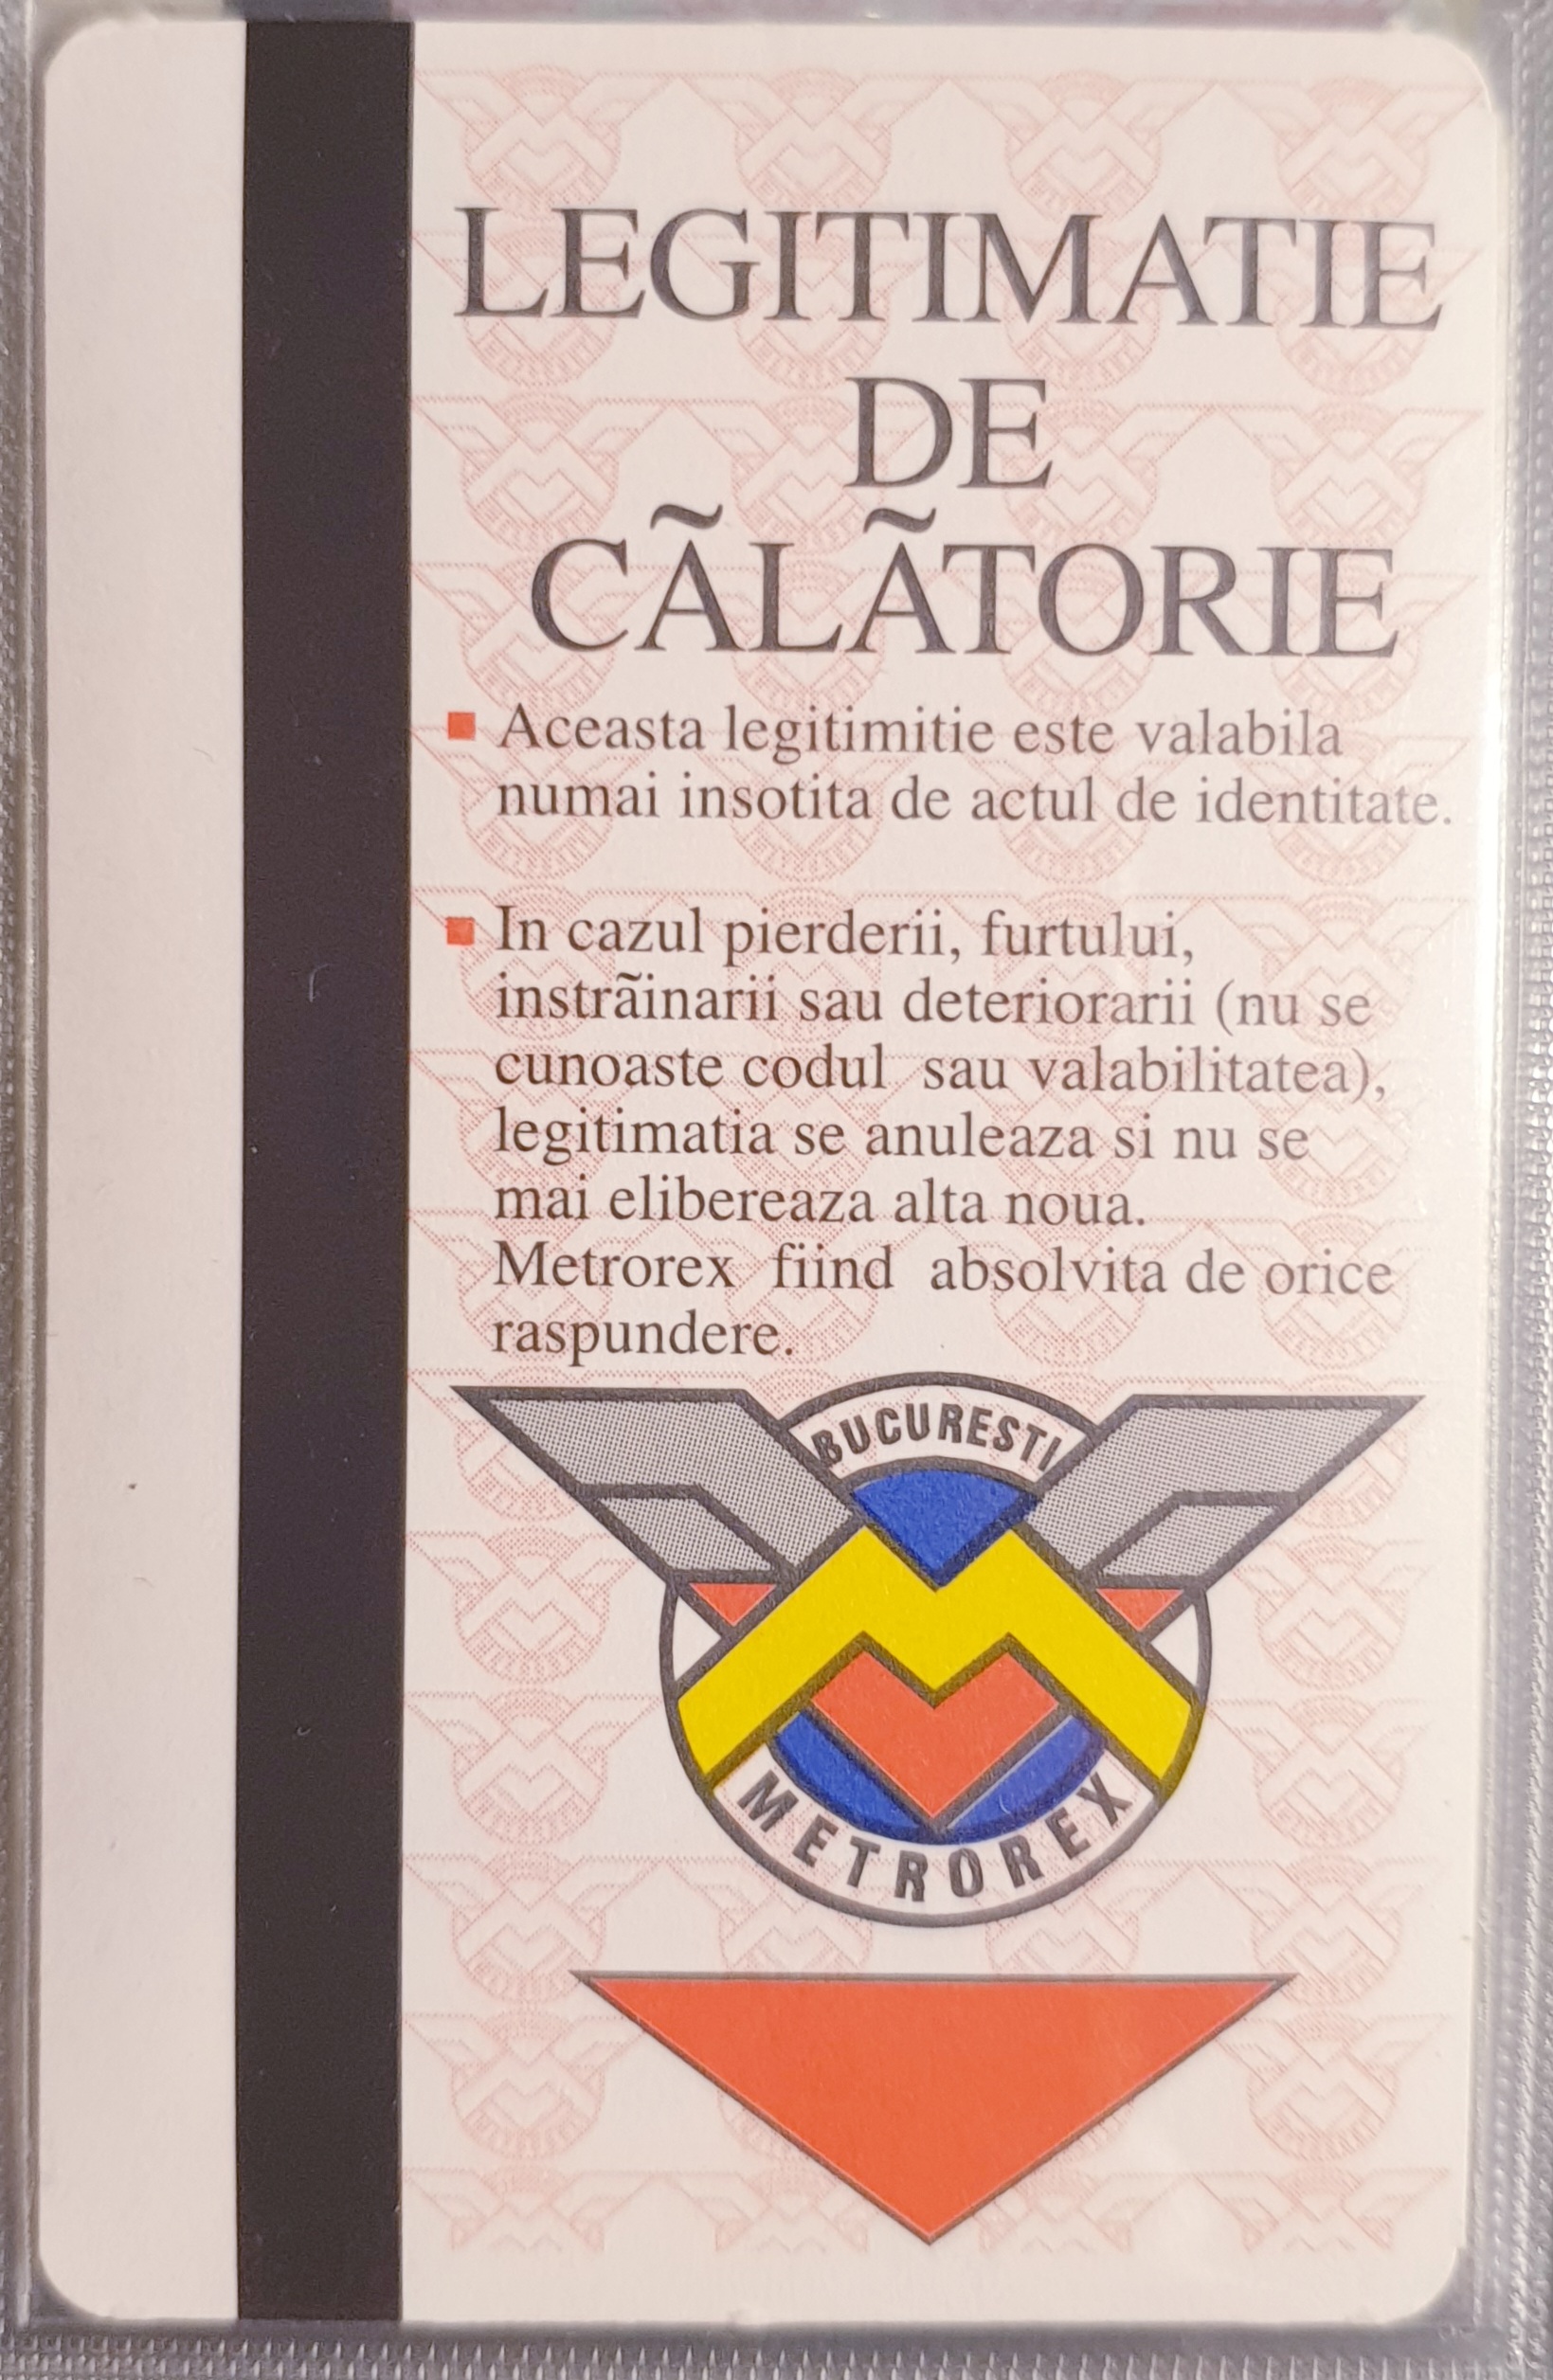 LEGITIMATIE
DE
CÃLÃTORIE
Aceasta legitimitie este valabila
numai insotita de actul de identitate.
In cazul pierderii, furtului,
instrãinarii sau deteriorarii (nu se
cunoaste codul sau valabilitatea),
legitimatia se anuleaza si nu se
mai elibereaza alta noua.
Metrorex fiind absolvita de orice
raspundere.
BUCURESTI
METROREX